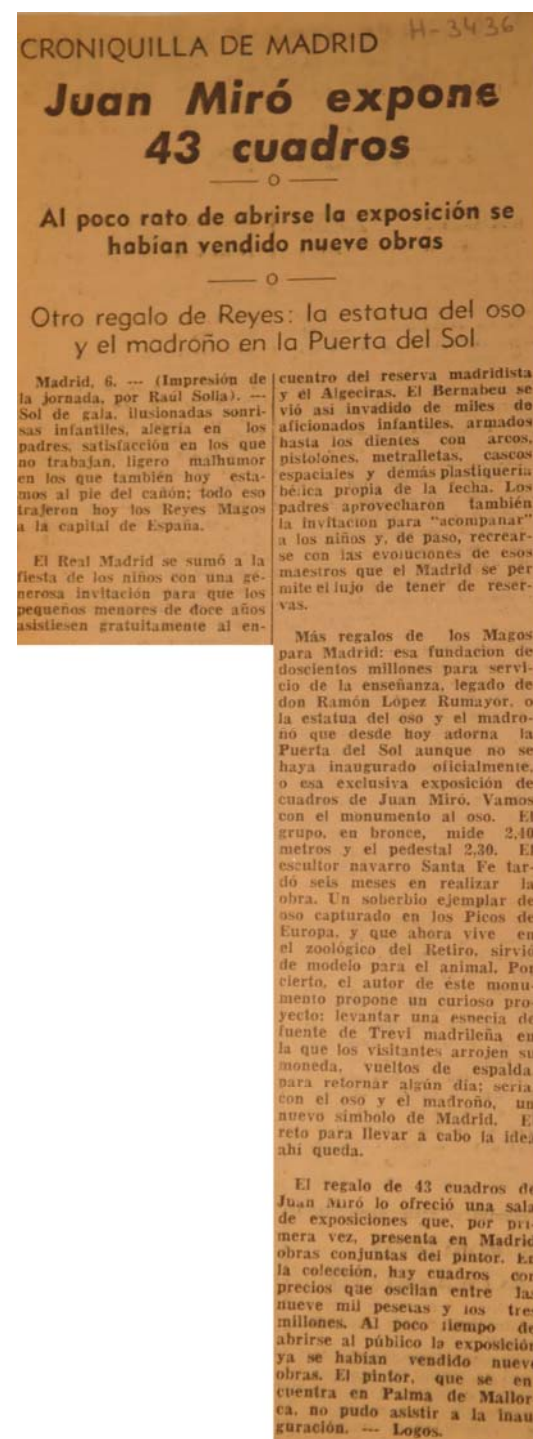 H-3436
CRONIQUILLA DE MADRID
Juan Miró expone
43 cuadros
Al poco rato de abrirse la exposición se
habían vendido nueve obras
Otro regalo de Reyes: la estatua del oso
y el madroño en la Puerta del Sol
Madrid, 6. --- (Impresión de
la jornada, por Raúl Solla). ---
Sol de gala, ilusionadas sonri-
sas infantiles, alegría en los
padres, satisfacción en los que
no trabajan, ligero malhumor
en los que también hoy esta-
mos al pie del cañón; todo eso
trajeron hoy los Reyes Magos
a la capital de España.
El Real Madrid se sumó a la
fiesta de los niños con una ge-
nerosa invitación para que los
pequeños menores de doce años
asistiesen gratuitamente al en-
cuentro del reserva madridista
y el Algeciras. El Bernabeu se
vió así invadido de miles de
aficionados infantiles, armados
hasta los dientes con arcos,
pistolones, metralletas, cascos
espaciales y demás plastiquería
bélica propia de la fecha. Los
padres aprovecharon también
la invitación para "acompanar"
a los niños y, de paso, recrear-
se con las evoluciones de esos
maestros que el Madrid se per
mite el lujo de tener de reser-
vas.
Más regalos de los Magos
para Madrid: esa fundacion de
doscientos millones para servi-
cio de la enseñanza, legado de
don Ramón López Rumayor, o
la estatua del oso y el madro-
ño que desde hoy adorna la
Puerta del Sol aunque no se
haya inaugurado oficialmente,
o esa exclusiva exposición de
cuadros de Juan Miró. Vamos
con el monumento al oso. El
grupo, en bronce, mide 2,40
metros y el pedestal 2,30. El
escultor navarro Santa Fe tar-
dó seis meses en realizar la
obra. Un soberbio ejemplar de
oso capturado en los Picos de
Europa, y que ahora vive en
el zoológico del Retiro, sirvió
de modelo para el animal. Por
cierto, el autor de éste monu-
mento propone un curioso pro-
yecto: levantar una especia de
fuente de Trevi madrileña en
la que los visitantes arrojen su
moneda, vueltos de espalda
para retornar algún día; sería
con el oso y el madroño, un
nuevo símbolo de Madrid. E
reto para llevar a cabo la idea
ahí queda.
El regalo de 43 cuadros de
Juan Miró lo ofreció una sala
de exposiciones que, por pri-
mera vez, presenta en Madrid
obras conjuntas del pintor. En
la colección, hay cuadros con
precios que oscilan entre las
nueve mil pesetas y los tres
millones. Al poco tiempo de
abrirse al público la exposición
ya se habían vendido nueve
obras. El pintor, que se en
cuentra en Palma de Mallor
ca, no pudo asistir a la inau
guración. --- Logos.